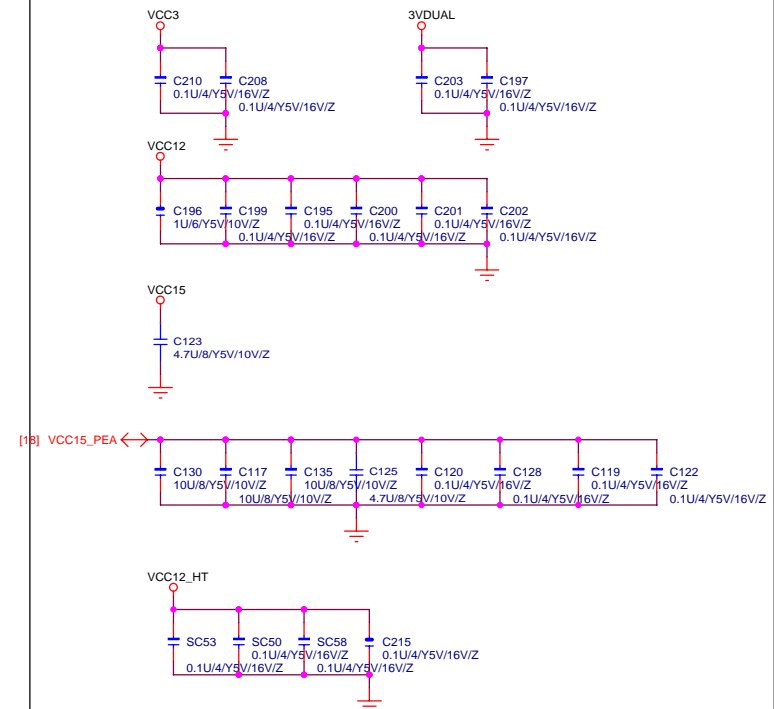 VCC3
3VDUAL
C210
C208
C203
C197
0.1U/4/Y5V/16V/Z
0.1U/4/Y5V/16V/Z
0.1U/4/Y5V/16V/Z
0.1U/4/Y5V/16V/Z
VCC12
C196
C199
C195
C200
C201
C202
1U/6/Y5V/10V/Z
0.1U/4/Y5V/16V/Z
0.1U/4/Y5V/16V/Z
0.1U/4/Y5V/16V/Z
0.1U/4/Y5V/16V/Z
0.1U/4/Y5V/16V/Z
VCC15
C123
4.7U/8/Y5V/10V/Z
[18] VCC15_PEA
C130
C117
C135
C125
C120
C128
C119
C122
10U/8/Y5V/10V/Z
10U/8/Y5V/10V/Z
10U/8/Y5V/10V/Z
4.7U/8/Y5V/10V/Z
0.1U/4/Y5V/16V/Z
0.1U/4/Y5V/16V/Z
0.1U/4/Y5V/16V/Z
0.1U/4/Y5V/16V/Z
VCC12_HT
SC53
SC50
SC58
C215
0.1U/4/Y5V/16V/Z
0.1U/4/Y5V/16V/Z
0.1U/4/Y5V/16V/Z
0.1U/4/Y5V/16V/Z